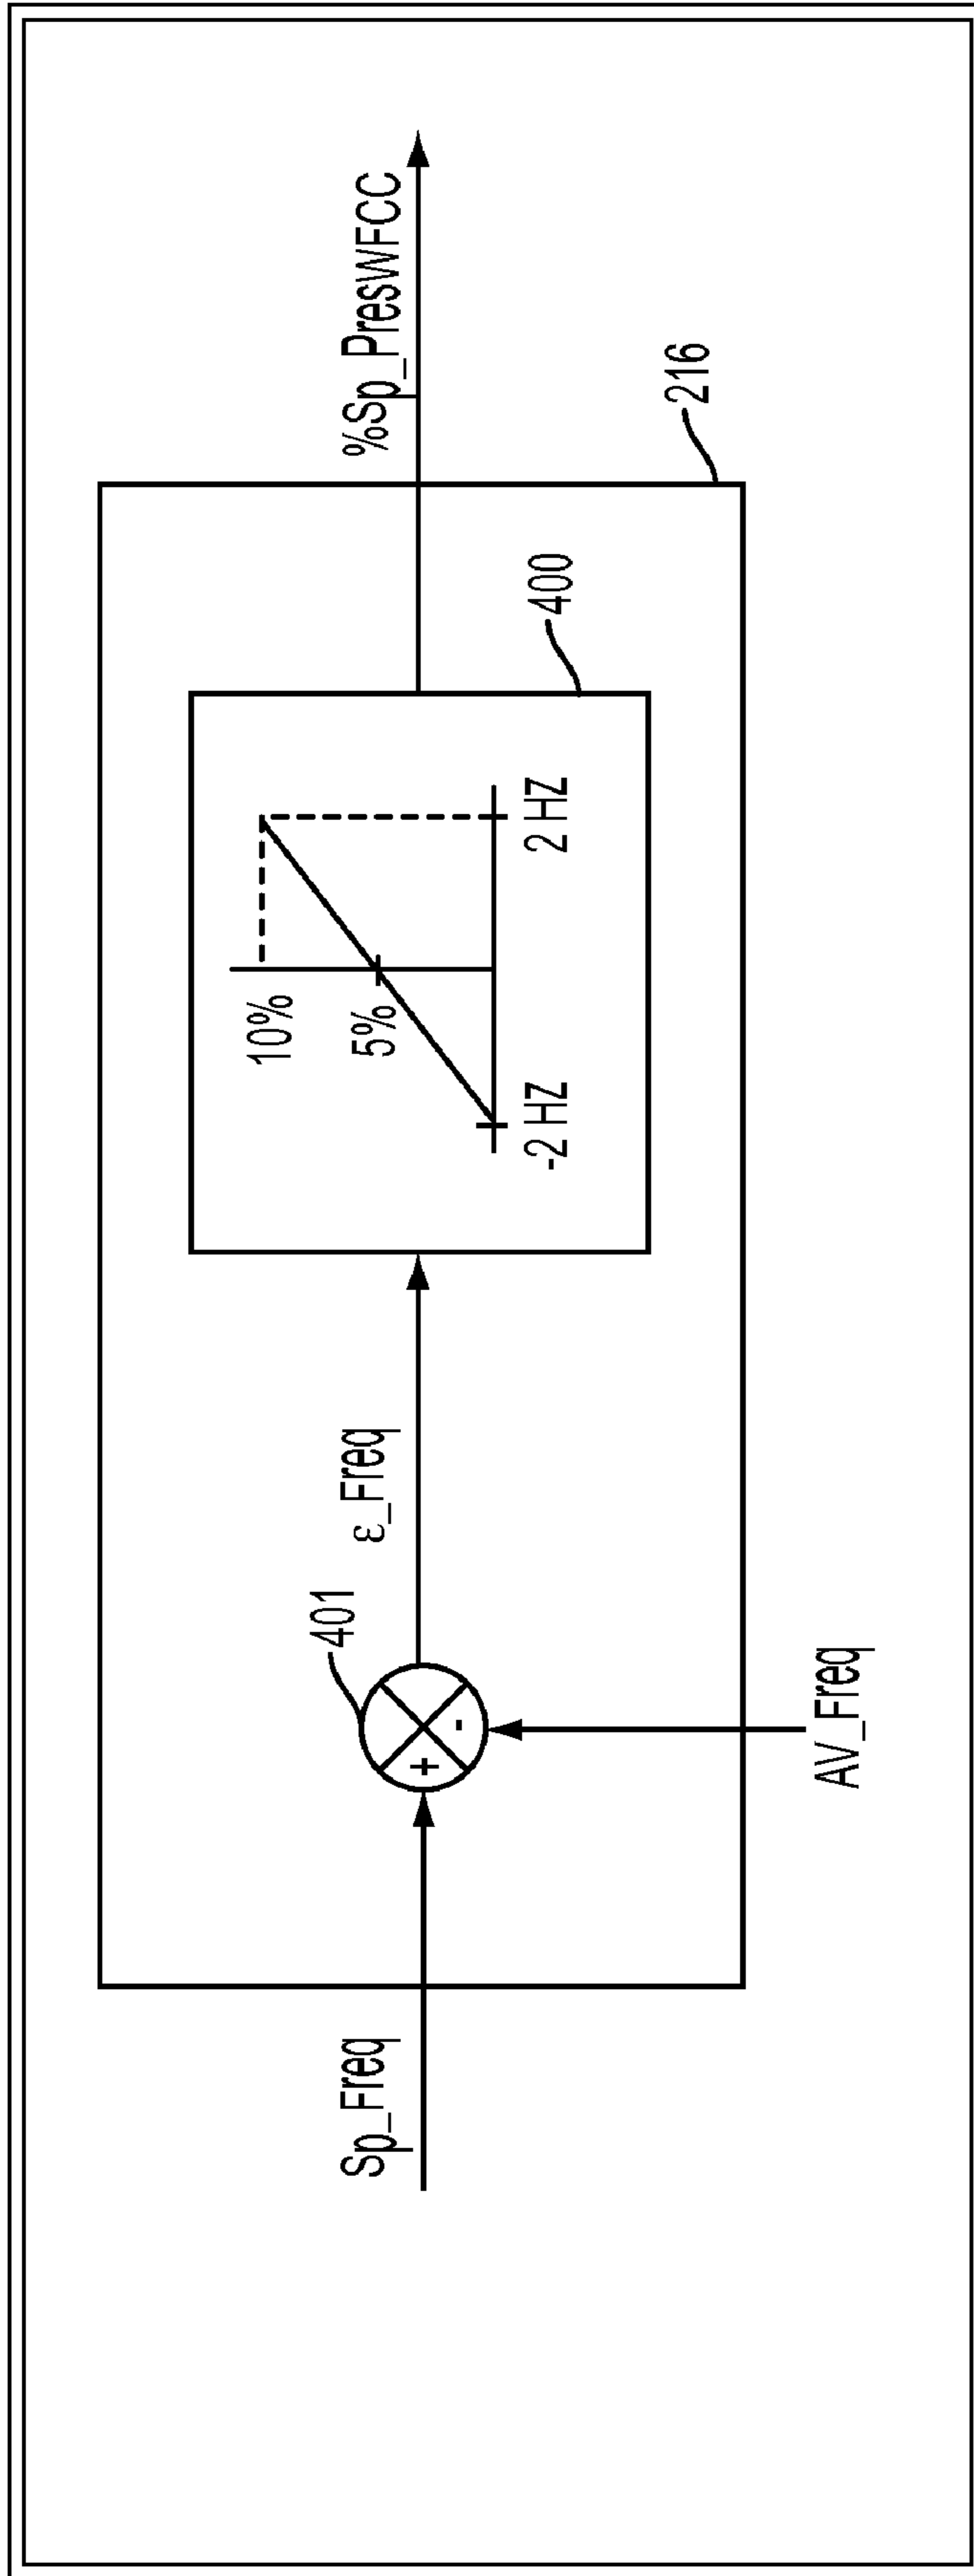 %Sp_PresWFCC
216
400
10%
5%
-2 HZ
2 HZ
ε_Freq
401
+
-
Sp_Freq
AV_Freq